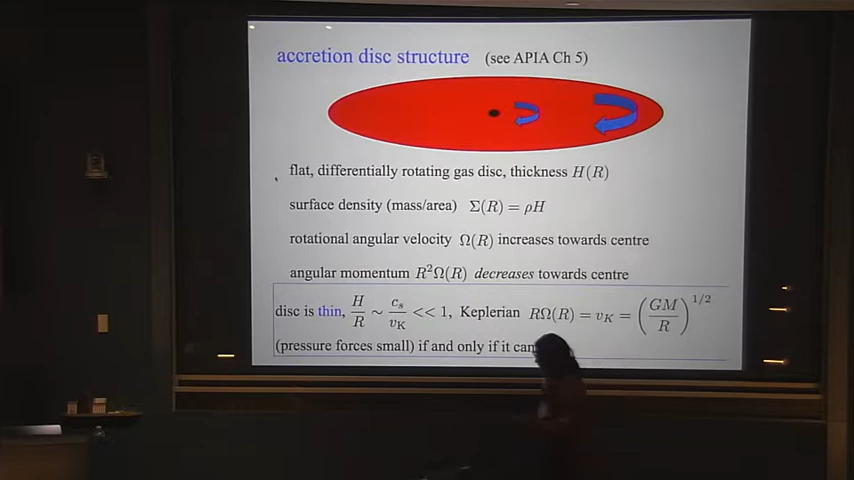 accretion disc structure (see APIA Ch 5)
flat, differentially rotating gas disc, thickness H(R)
surface density (mass/area) Σ(R) = ρH
rotational angular velocity Ω(R) increases towards centre
angular momentum R²Ω(R) decreases towards centre
disc is thin, H/R ~ c_s/v_K << 1, Keplerian RΩ(R) = v_K = (GM/R)^{1/2}
(pressure forces small) if and only if it can